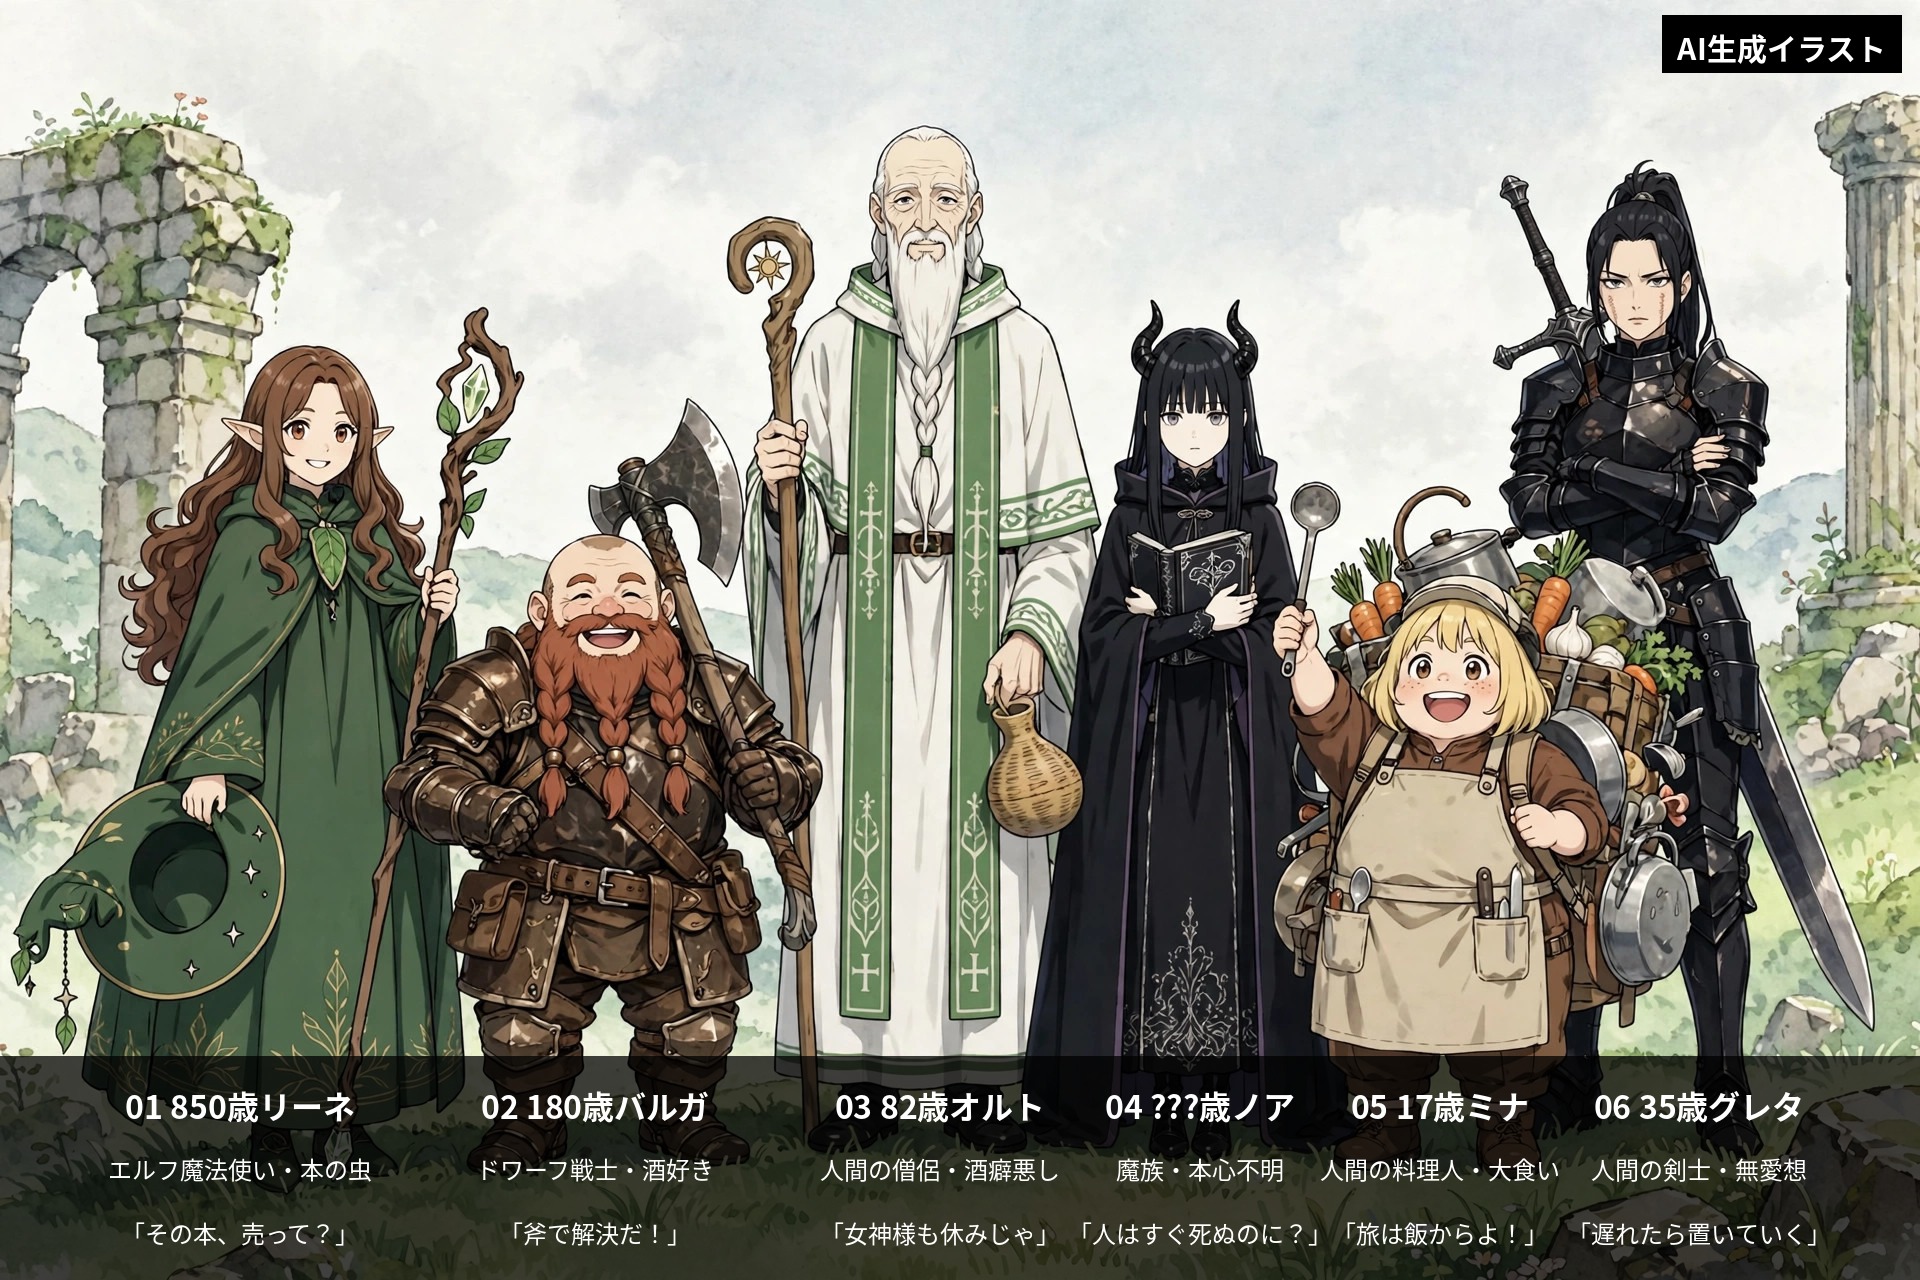 AI生成イラスト
01 850歳リーネ
エルフ魔法使い・本の虫
「その本、売って？」
02 180歳バルガ
ドワーフ戦士・酒好き
「斧で解決だ！」
03 82歳オルト
人間の僧侶・酒癖悪し
「女神様も休みじゃ」
04 ???歳ノア
魔族・本心不明
「人はすぐ死ぬのに？」
05 17歳ミナ
人間の料理人・大食い
「旅は飯からよ！」
06 35歳グレタ
人間の剣士・無愛想
「遅れたら置いていく」